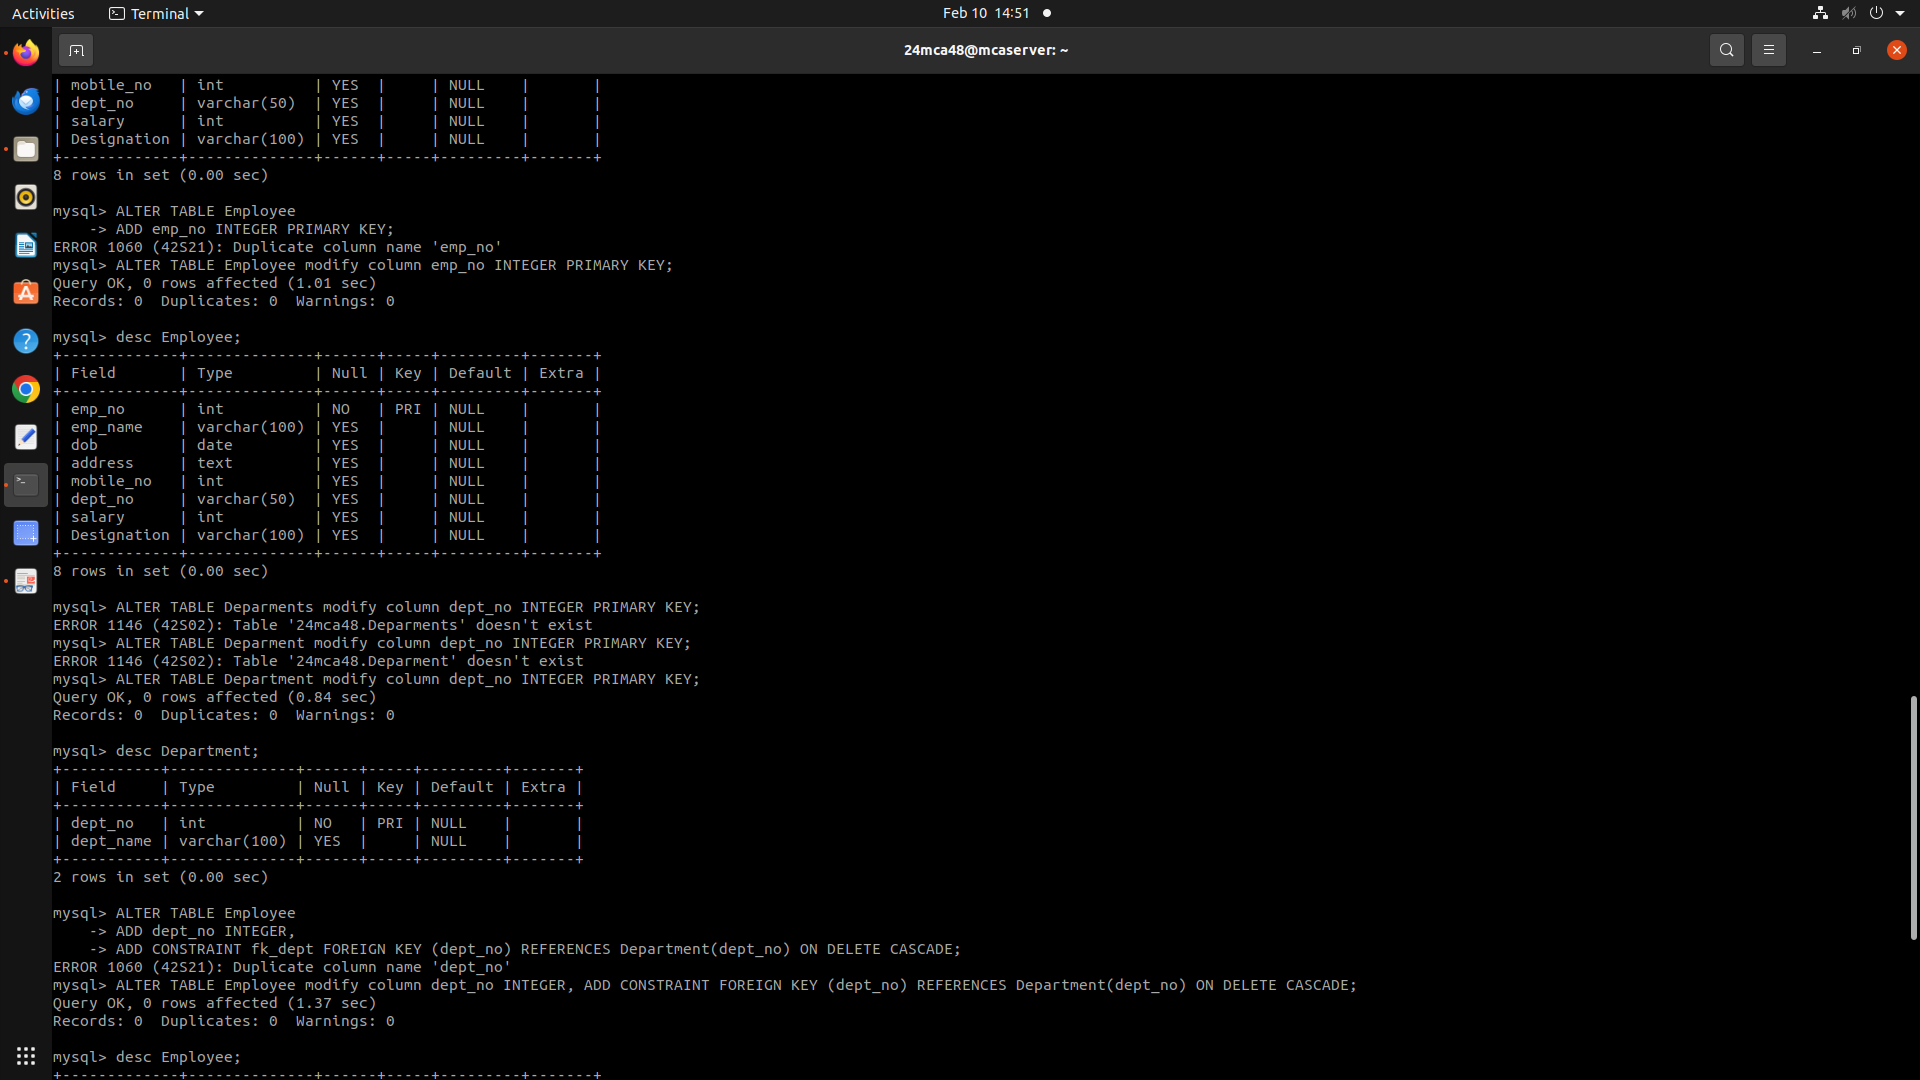 Activities
Terminal
Feb 10 14:51
24mca48@mcaserver: ~
| mobile_no   | int          | YES  |     | NULL    |       |
| dept_no     | varchar(50)  | YES  |     | NULL    |       |
| salary      | int          | YES  |     | NULL    |       |
| Designation | varchar(100) | YES  |     | NULL    |       |
+-------------+--------------+------+-----+---------+-------+
8 rows in set (0.00 sec)
mysql> ALTER TABLE Employee
    -> ADD emp_no INTEGER PRIMARY KEY;
ERROR 1060 (42S21): Duplicate column name 'emp_no'
mysql> ALTER TABLE Employee modify column emp_no INTEGER PRIMARY KEY;
Query OK, 0 rows affected (1.01 sec)
Records: 0  Duplicates: 0  Warnings: 0
mysql> desc Employee;
+-------------+--------------+------+-----+---------+-------+
| Field       | Type         | Null | Key | Default | Extra |
+-------------+--------------+------+-----+---------+-------+
| emp_no      | int          | NO   | PRI | NULL    |       |
| emp_name    | varchar(100) | YES  |     | NULL    |       |
| dob         | date         | YES  |     | NULL    |       |
| address     | text         | YES  |     | NULL    |       |
| mobile_no   | int          | YES  |     | NULL    |       |
| dept_no     | varchar(50)  | YES  |     | NULL    |       |
| salary      | int          | YES  |     | NULL    |       |
| Designation | varchar(100) | YES  |     | NULL    |       |
+-------------+--------------+------+-----+---------+-------+
8 rows in set (0.00 sec)
mysql> ALTER TABLE Deparments modify column dept_no INTEGER PRIMARY KEY;
ERROR 1146 (42S02): Table '24mca48.Deparments' doesn't exist
mysql> ALTER TABLE Deparment modify column dept_no INTEGER PRIMARY KEY;
ERROR 1146 (42S02): Table '24mca48.Deparment' doesn't exist
mysql> ALTER TABLE Department modify column dept_no INTEGER PRIMARY KEY;
Query OK, 0 rows affected (0.84 sec)
Records: 0  Duplicates: 0  Warnings: 0
mysql> desc Department;
+-----------+--------------+------+-----+---------+-------+
| Field     | Type         | Null | Key | Default | Extra |
+-----------+--------------+------+-----+---------+-------+
| dept_no   | int          | NO   | PRI | NULL    |       |
| dept_name | varchar(100) | YES  |     | NULL    |       |
+-----------+--------------+------+-----+---------+-------+
2 rows in set (0.00 sec)
mysql> ALTER TABLE Employee
    -> ADD dept_no INTEGER,
    -> ADD CONSTRAINT fk_dept FOREIGN KEY (dept_no) REFERENCES Department(dept_no) ON DELETE CASCADE;
ERROR 1060 (42S21): Duplicate column name 'dept_no'
mysql> ALTER TABLE Employee modify column dept_no INTEGER, ADD CONSTRAINT FOREIGN KEY (dept_no) REFERENCES Department(dept_no) ON DELETE CASCADE;
Query OK, 0 rows affected (1.37 sec)
Records: 0  Duplicates: 0  Warnings: 0
mysql> desc Employee;
+-------------+--------------+------+-----+---------+-------+